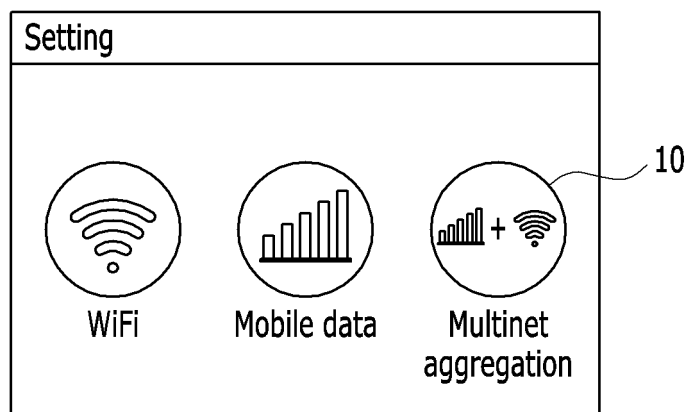 Setting
10
WiFi
Mobile data
Multinet
aggregation